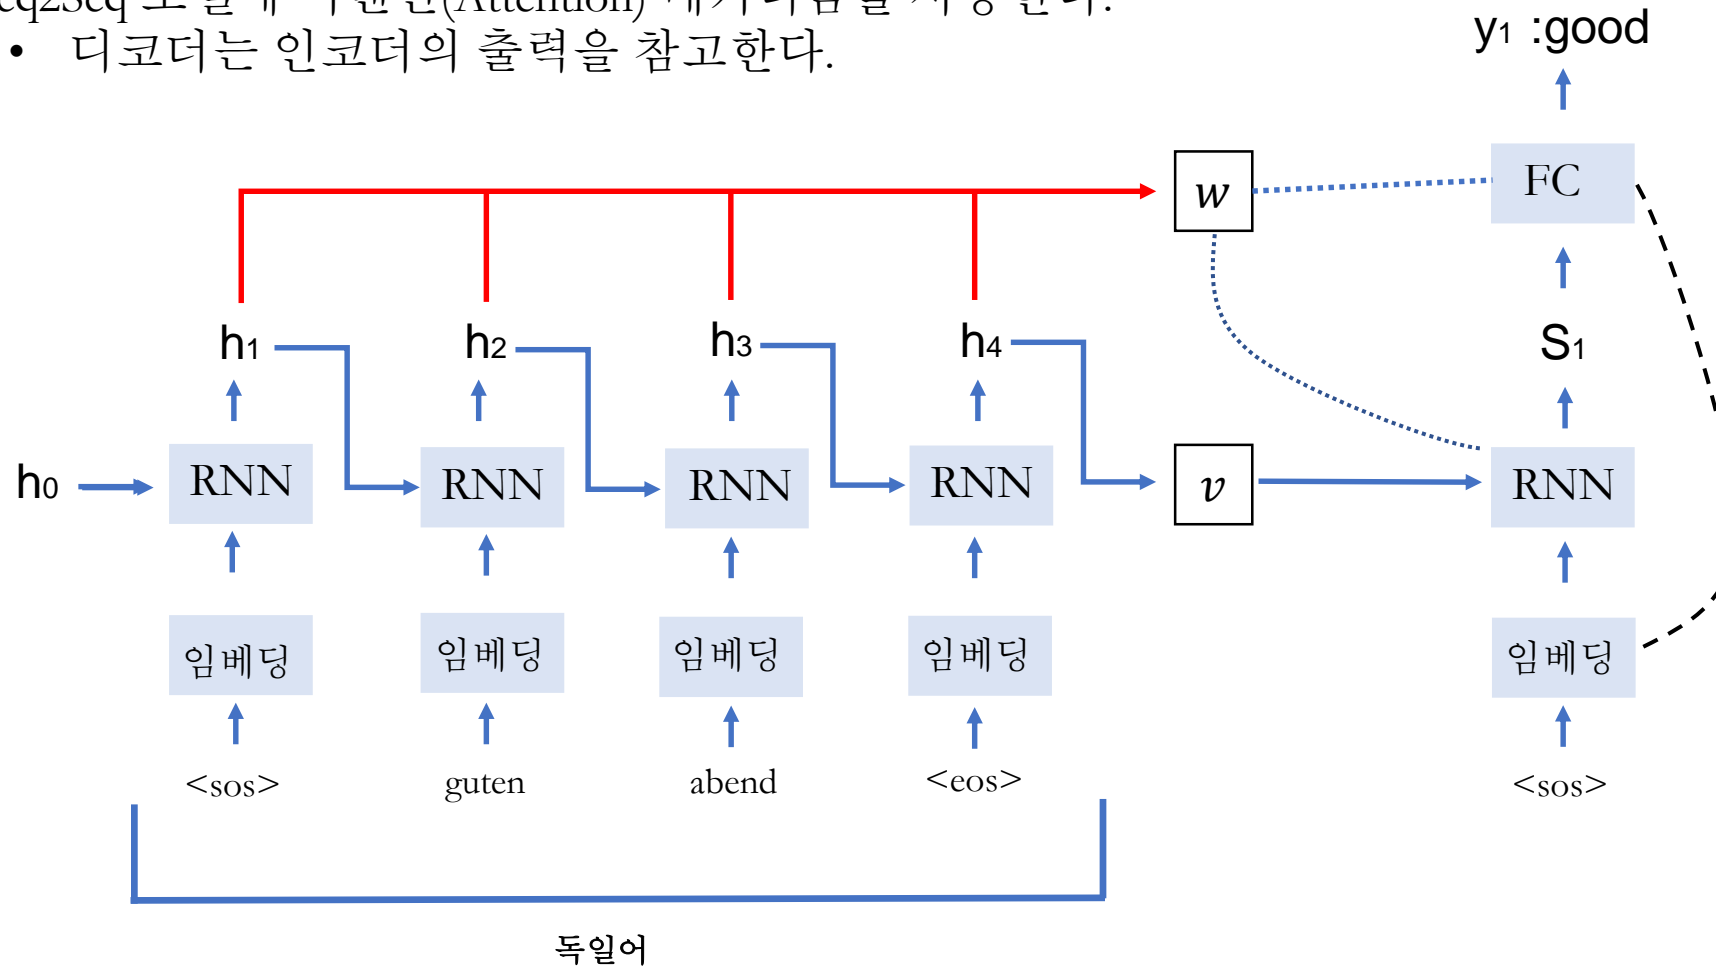 (Attention)
• 디코더는 인코더의 출력을 참고한다.
y1 :good
w
FC
h1 h2 h3 h4 S1
h0 RNN RNN RNN RNN v RNN
임베딩 임베딩 임베딩 임베딩 임베딩
<sos> guten abend <eos> <sos>
독일어